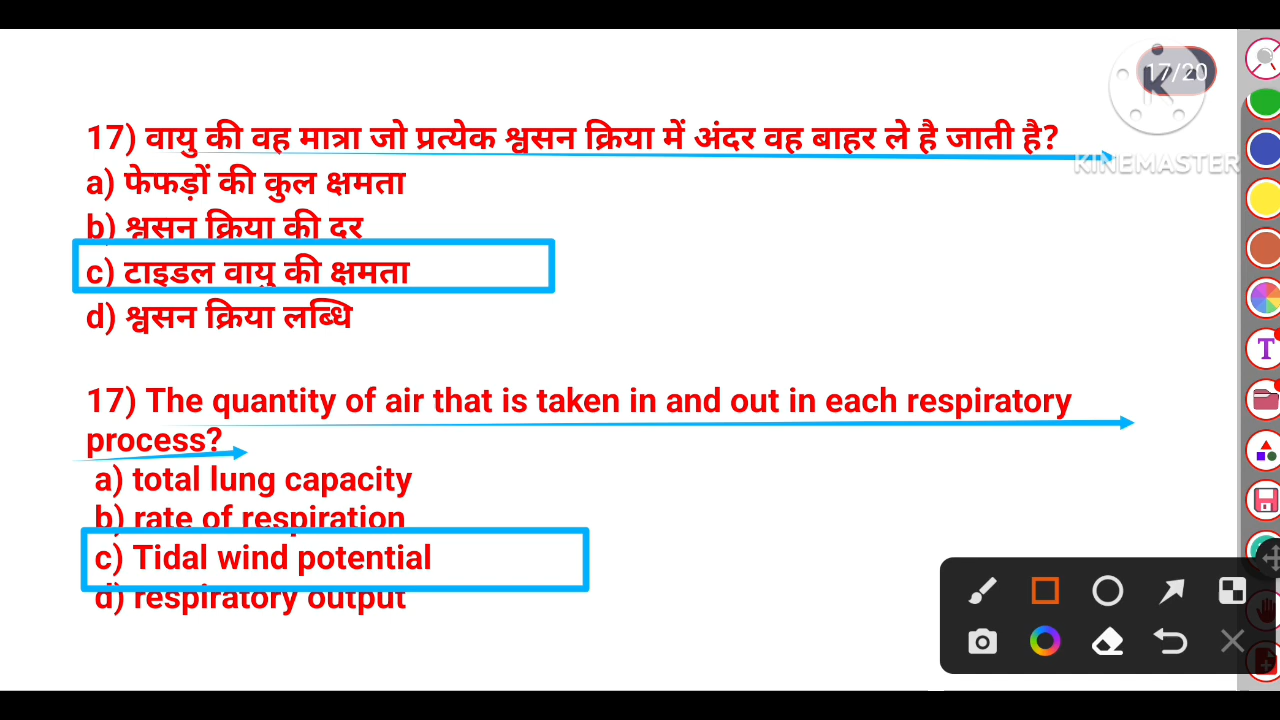 17/20
KINEMASTER
17) वायु की वह मात्रा जो प्रत्येक श्वसन क्रिया में अंदर वह बाहर ले है जाती है?
a) फेफड़ों की कुल क्षमता
b) श्वसन क्रिया की दर
c) टाइडल वायु की क्षमता
d) श्वसन क्रिया लब्धि
17) The quantity of air that is taken in and out in each respiratory
process?
a) total lung capacity
b) rate of respiration
c) Tidal wind potential
d) respiratory output
T